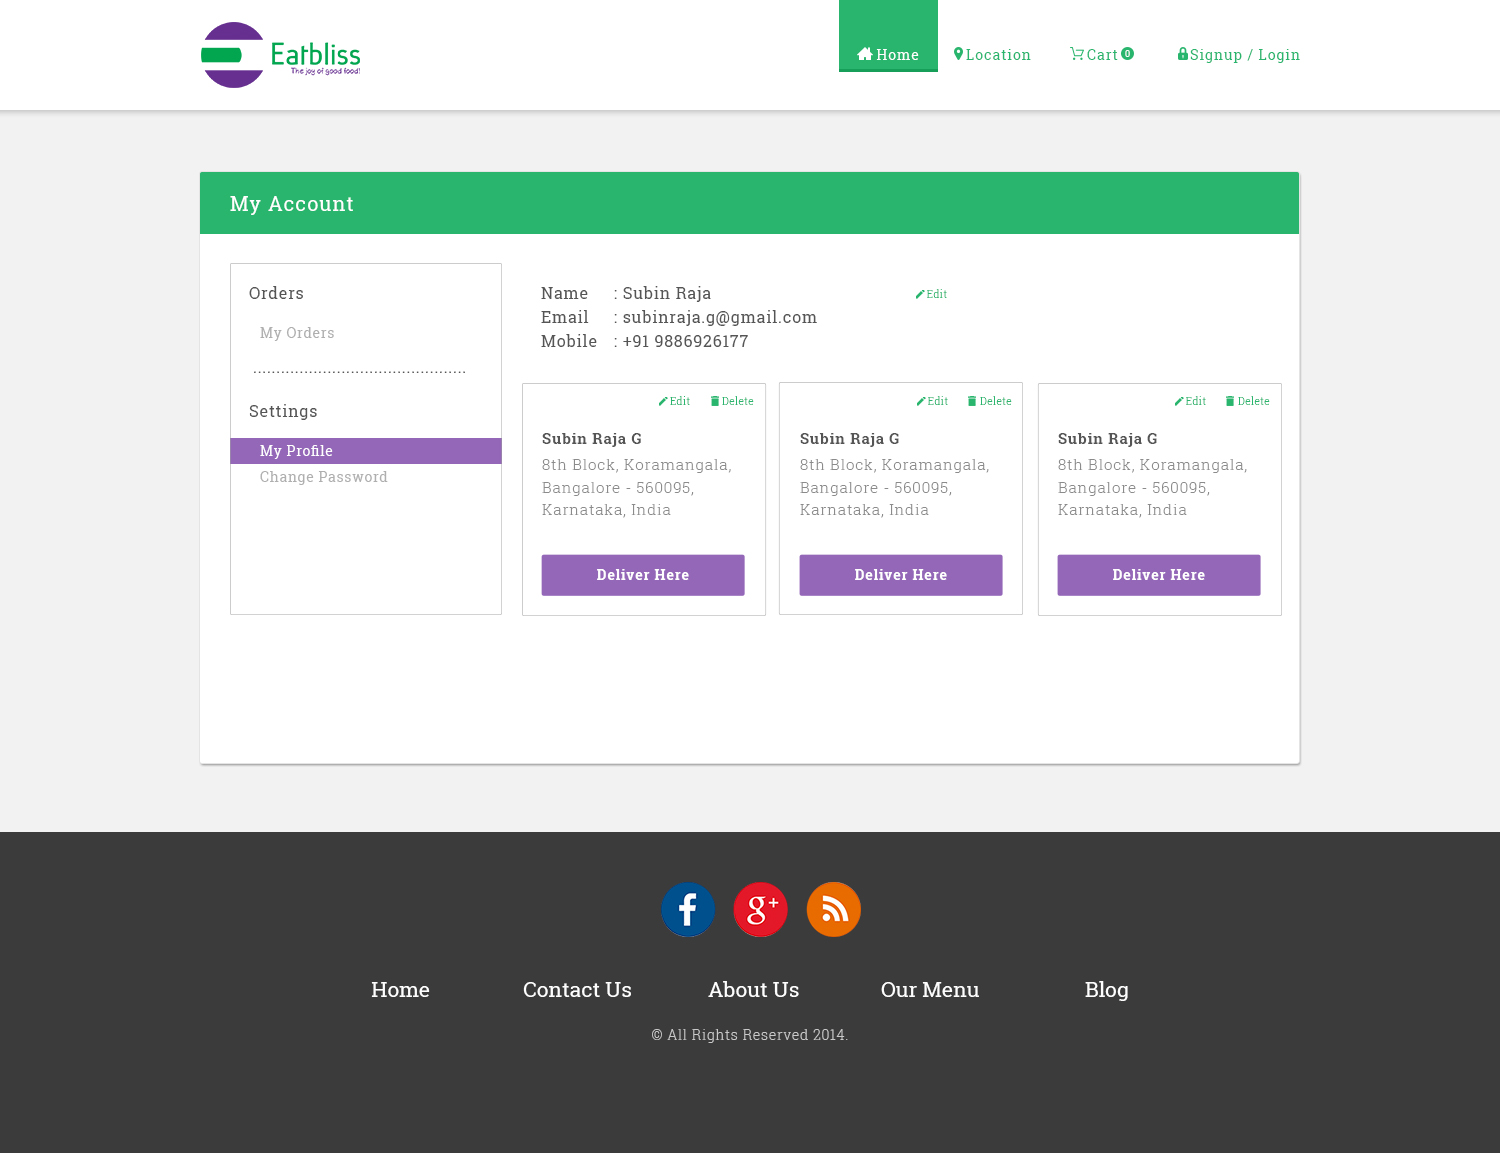 Eatbliss
The joy of good food!
Home
Location
Cart 0
Signup / Login
My Account
Orders
My Orders
Settings
My Profile
Change Password
Name : Subin Raja
Edit
Email : subinraja.g@gmail.com
Mobile : +91 9886926177
Edit Delete
Subin Raja G
8th Block, Koramangala,
Bangalore - 560095,
Karnataka, India
Deliver Here
Edit Delete
Subin Raja G
8th Block, Koramangala,
Bangalore - 560095,
Karnataka, India
Deliver Here
Edit Delete
Subin Raja G
8th Block, Koramangala,
Bangalore - 560095,
Karnataka, India
Deliver Here
f
g+
Home Contact Us About Us Our Menu Blog
© All Rights Reserved 2014.